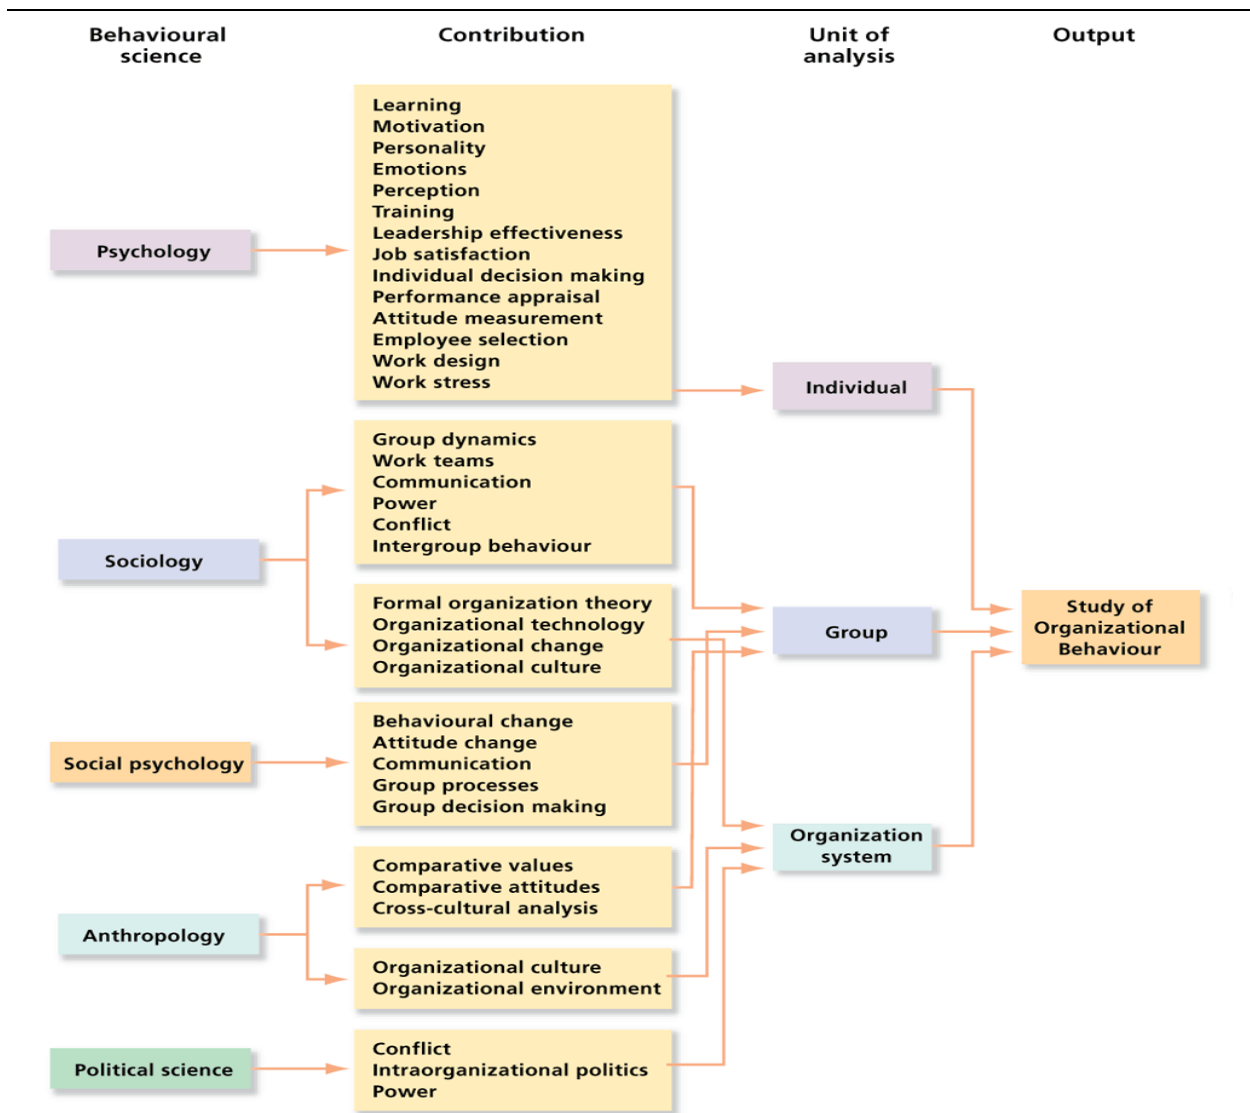 Behavioural
science
Contribution
Unit of
analysis
Output
Psychology
Learning
Motivation
Personality
Emotions
Perception
Training
Leadership effectiveness
Job satisfaction
Individual decision making
Performance appraisal
Attitude measurement
Employee selection
Work design
Work stress
Individual
Sociology
Group dynamics
Work teams
Communication
Power
Conflict
Intergroup behaviour
Formal organization theory
Organizational technology
Organizational change
Organizational culture
Group
Study of
Organizational
Behaviour
Social psychology
Behavioural change
Attitude change
Communication
Group processes
Group decision making
Organization
system
Anthropology
Comparative values
Comparative attitudes
Cross-cultural analysis
Organizational culture
Organizational environment
Political science
Conflict
Intraorganizational politics
Power